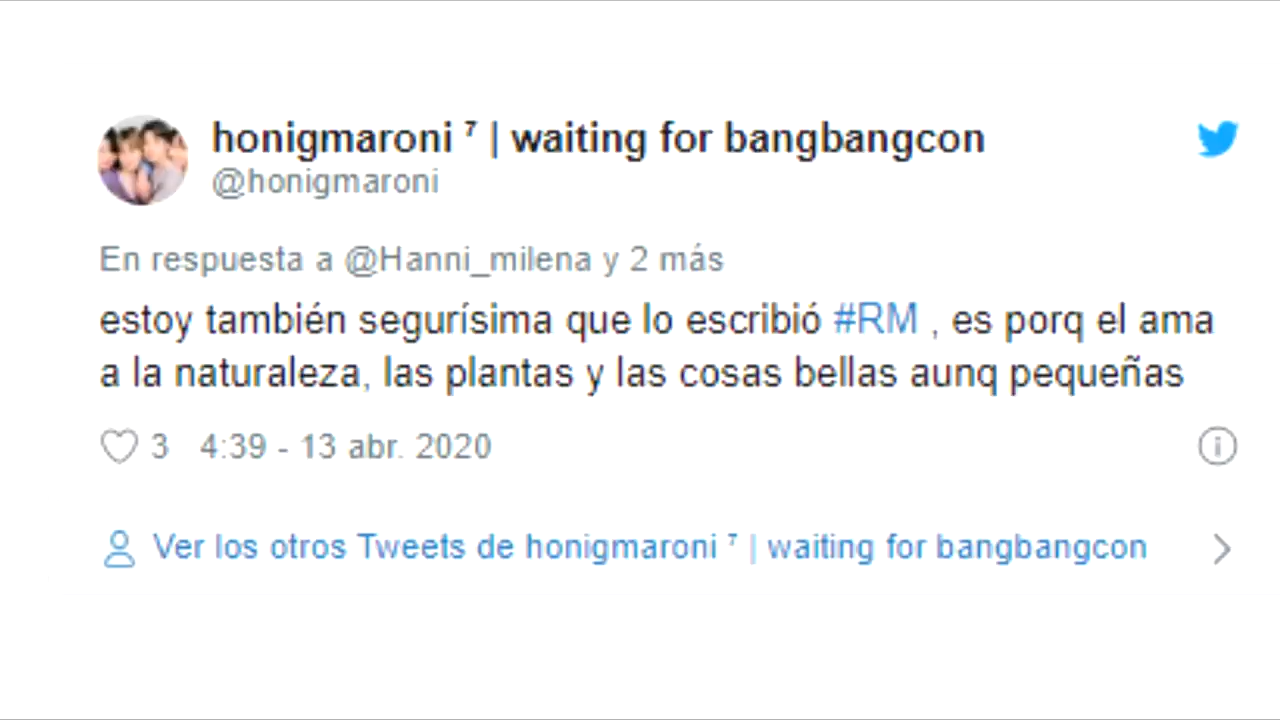 honigmaroni ⁷ | waiting for bangbangcon
@honigmaroni
En respuesta a @Hanni_milena y 2 más
estoy también segurísima que lo escribió #RM , es porq el ama
a la naturaleza, las plantas y las cosas bellas aunq pequeñas
3 4:39 - 13 abr. 2020
Ver los otros Tweets de honigmaroni ⁷ | waiting for bangbangcon